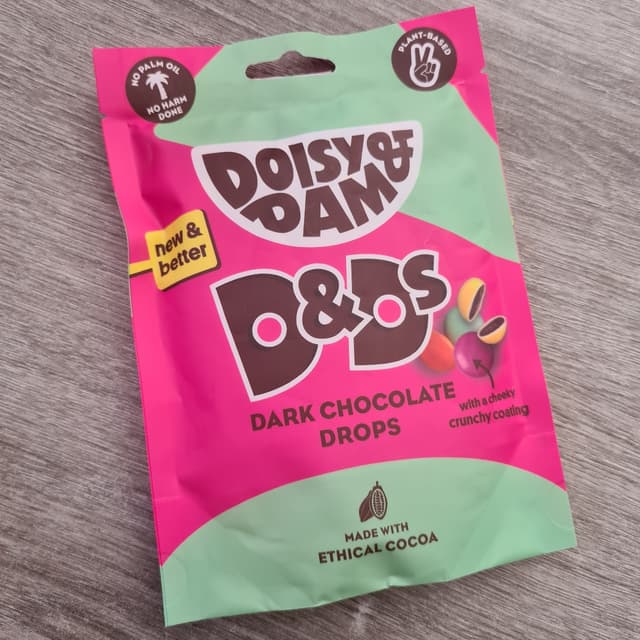 NO PALM OIL
NO HARM
DONE
PLANT-BASED
DOISY&
DAM
new &
better
D&Ds
DARK CHOCOLATE
DROPS
with a cheeky
crunchy coating
MADE WITH
ETHICAL COCOA